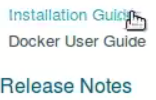 Installation Guide
Docker User Guide
Release Notes